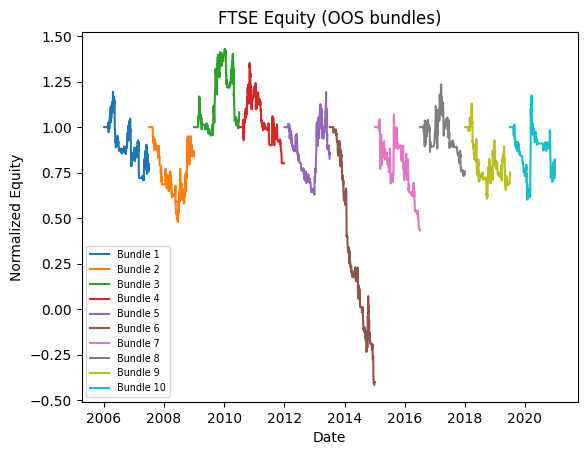 FTSE Equity (OOS bundles)
Normalized Equity
1.50
1.25
1.00
0.75
0.50
0.25
0.00
−0.25
−0.50
Bundle 1
Bundle 2
Bundle 3
Bundle 4
Bundle 5
Bundle 6
Bundle 7
Bundle 8
Bundle 9
Bundle 10
2006 2008 2010 2012 2014 2016 2018 2020
Date